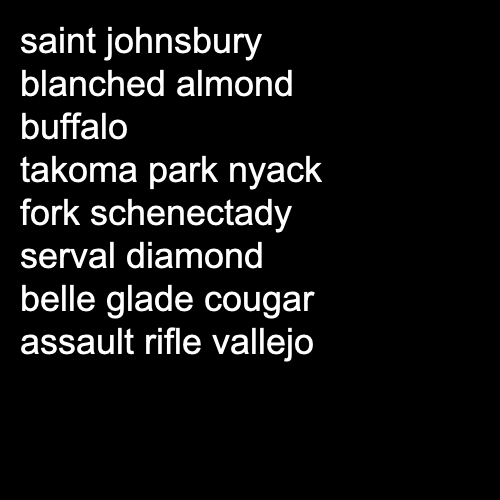 saint johnsbury
blanched almond
buffalo
takoma park nyack
fork schenectady
serval diamond
belle glade cougar
assault rifle vallejo